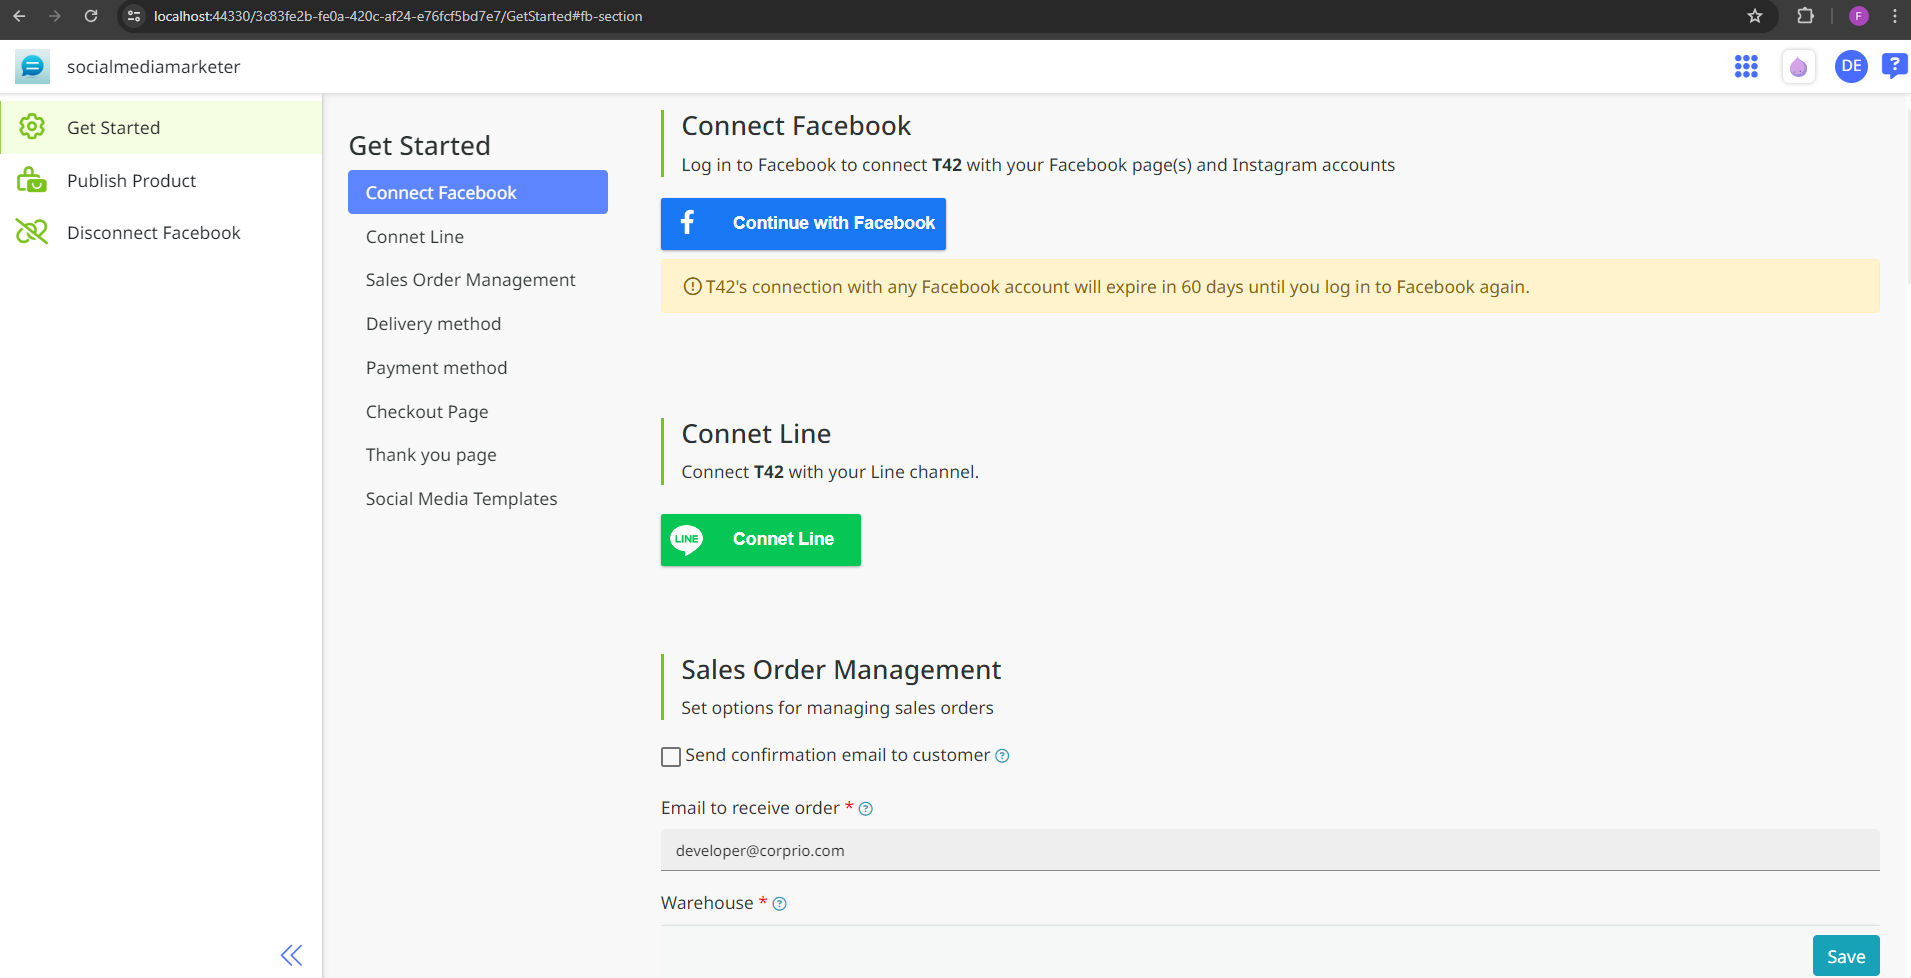 localhost:44330/3c83fe2b-fe0a-420c-af24-e76fcf5bd7e7/GetStarted#fb-section
F
socialmediamarketer
DE
?
Get Started
Publish Product
Disconnect Facebook
Get Started
Connect Facebook
Connet Line
Sales Order Management
Delivery method
Payment method
Checkout Page
Thank you page
Social Media Templates
Connect Facebook
Log in to Facebook to connect T42 with your Facebook page(s) and Instagram accounts
Continue with Facebook
T42's connection with any Facebook account will expire in 60 days until you log in to Facebook again.
Connet Line
Connect T42 with your Line channel.
LINE Connet Line
Sales Order Management
Set options for managing sales orders
Send confirmation email to customer ?
Email to receive order * ?
developer@corprio.com
Warehouse * ?
Save